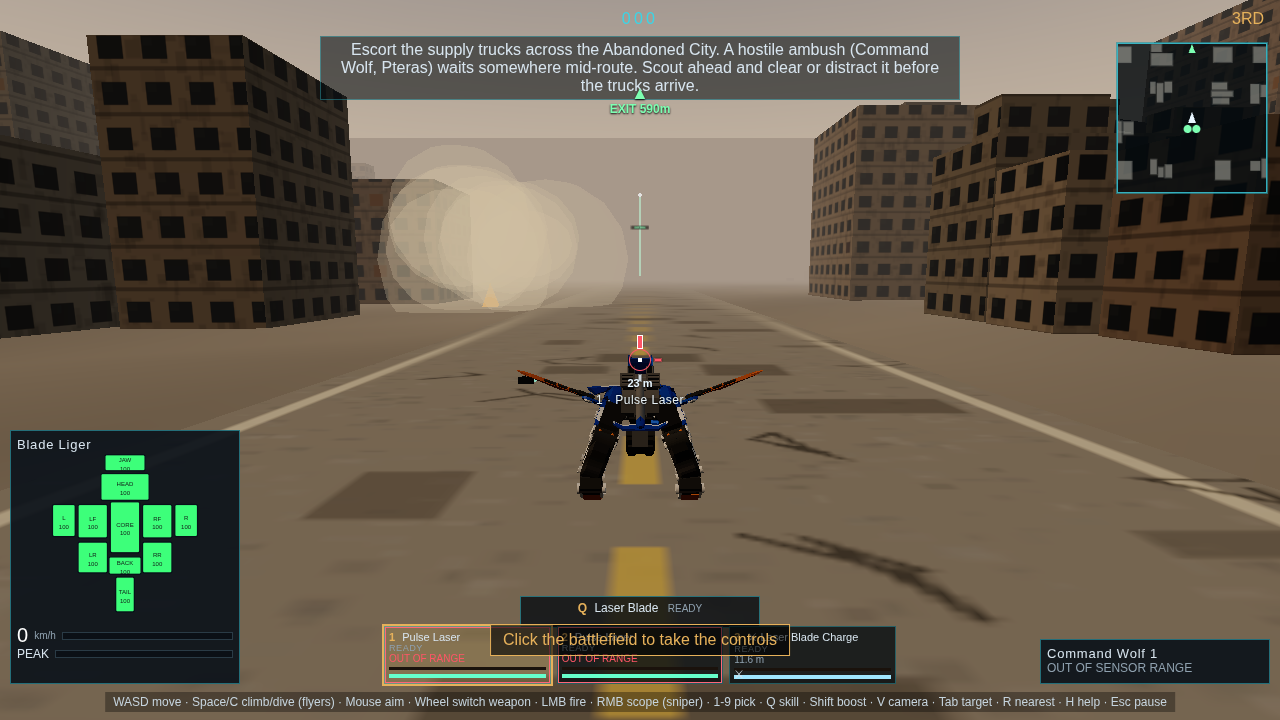 000
3RD
Escort the supply trucks across the Abandoned City. A hostile ambush (Command
Wolf, Pteras) waits somewhere mid-route. Scout ahead and clear or distract it before
the trucks arrive.
EXIT 590m
23 m
1 · Pulse Laser
Blade Liger
JAW
100
HEAD
100
L
100
LF
100
CORE
100
RF
100
R
100
LR
100
BACK
100
RR
100
TAIL
100
0 km/h
PEAK
Q Laser Blade READY
Click the battlefield to take the controls
1 Pulse Laser
READY
OUT OF RANGE
OUT OF RANGE
Blade Charge
READY
11.6 m
Command Wolf 1
OUT OF SENSOR RANGE
WASD move · Space/C climb/dive (flyers) · Mouse aim · Wheel switch weapon · LMB fire · RMB scope (sniper) · 1-9 pick · Q skill · Shift boost · V camera · Tab target · R nearest · H help · Esc pause